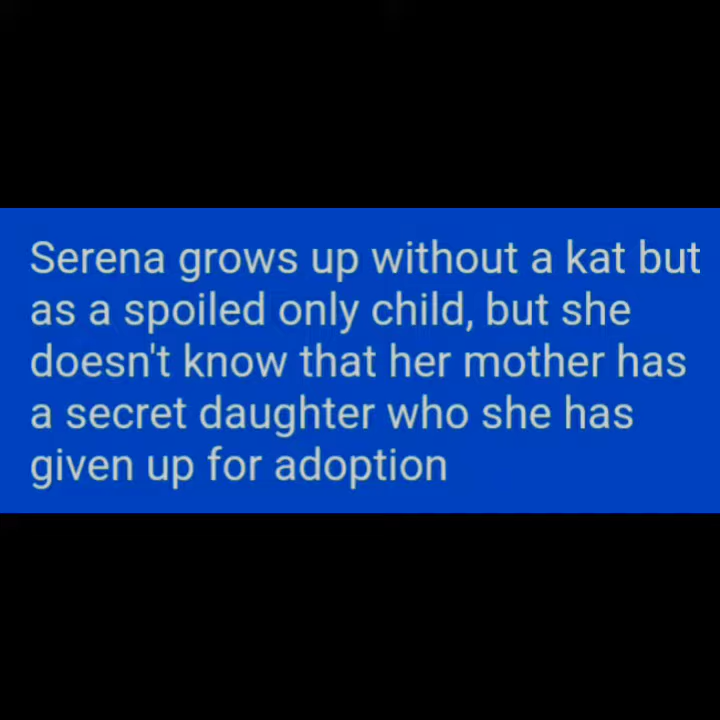 Serena grows up without a kat but
as a spoiled only child, but she
doesn't know that her mother has
a secret daughter who she has
given up for adoption